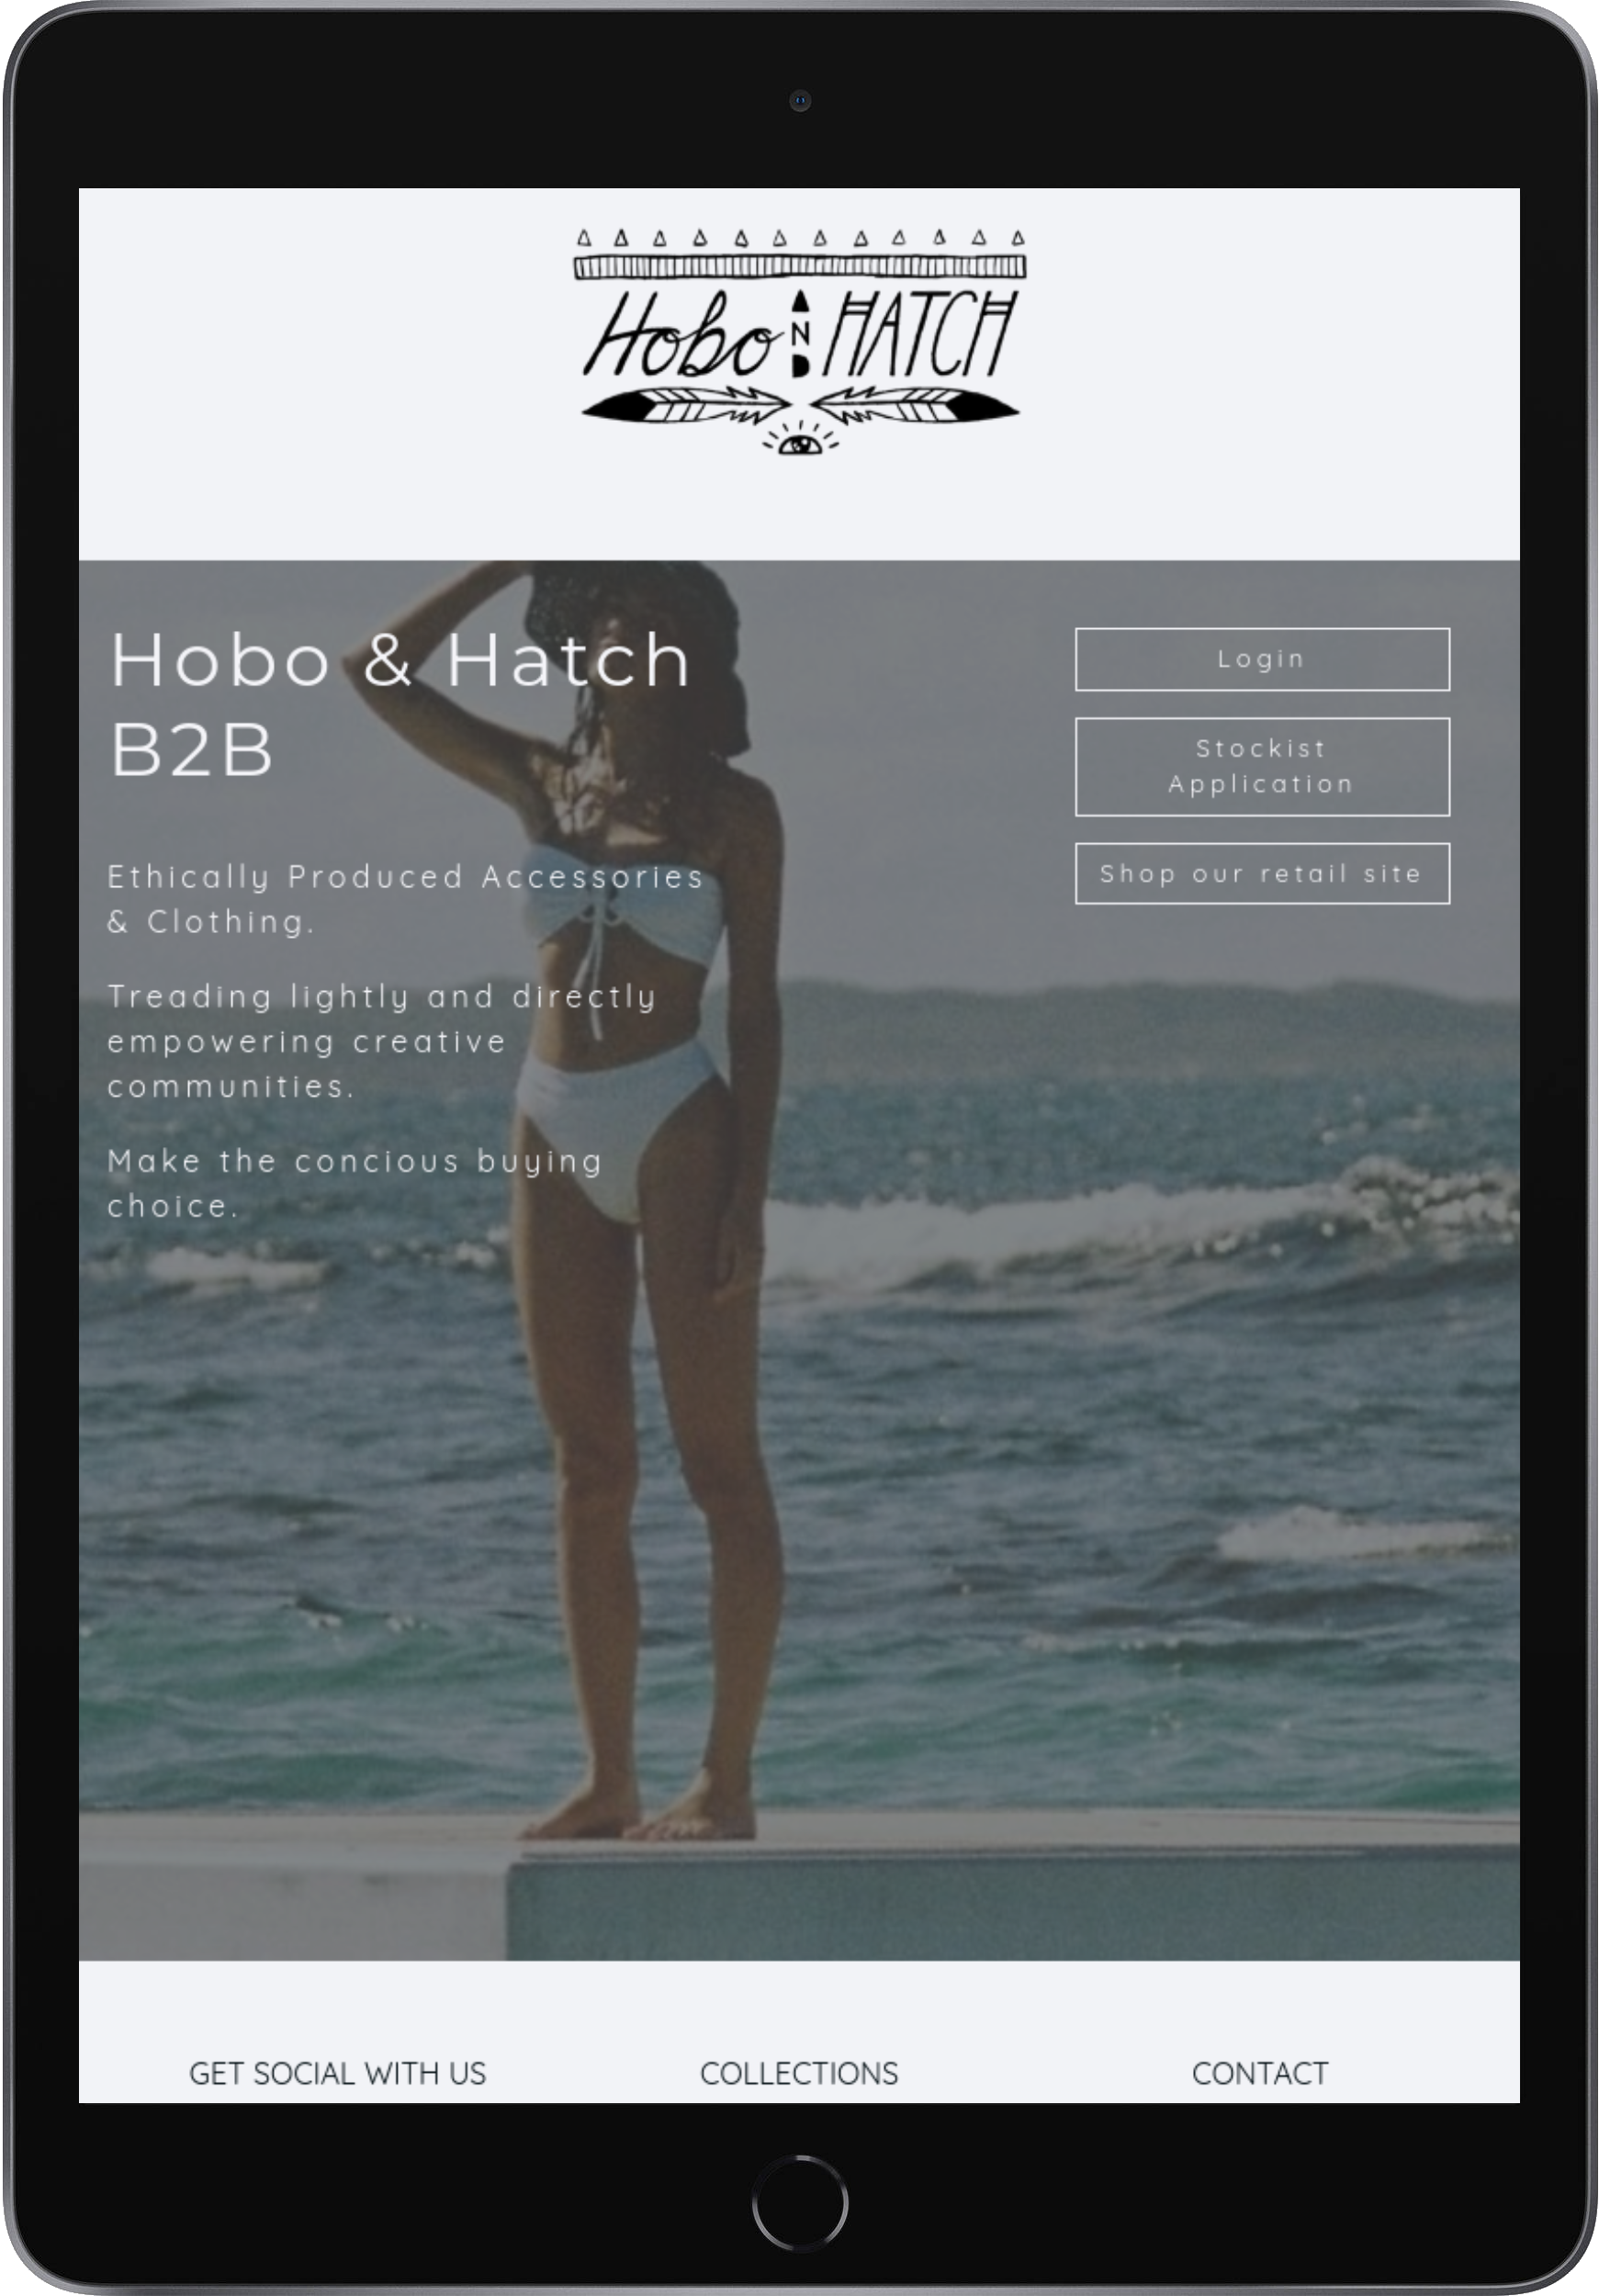 Hobo AND HATCH
Hobo & Hatch
B2B
Ethically Produced Accessories
& Clothing.
Treading lightly and directly
empowering creative
communities.
Make the concious buying
choice.
Login
Stockist
Application
Shop our retail site
GET SOCIAL WITH US
COLLECTIONS
CONTACT